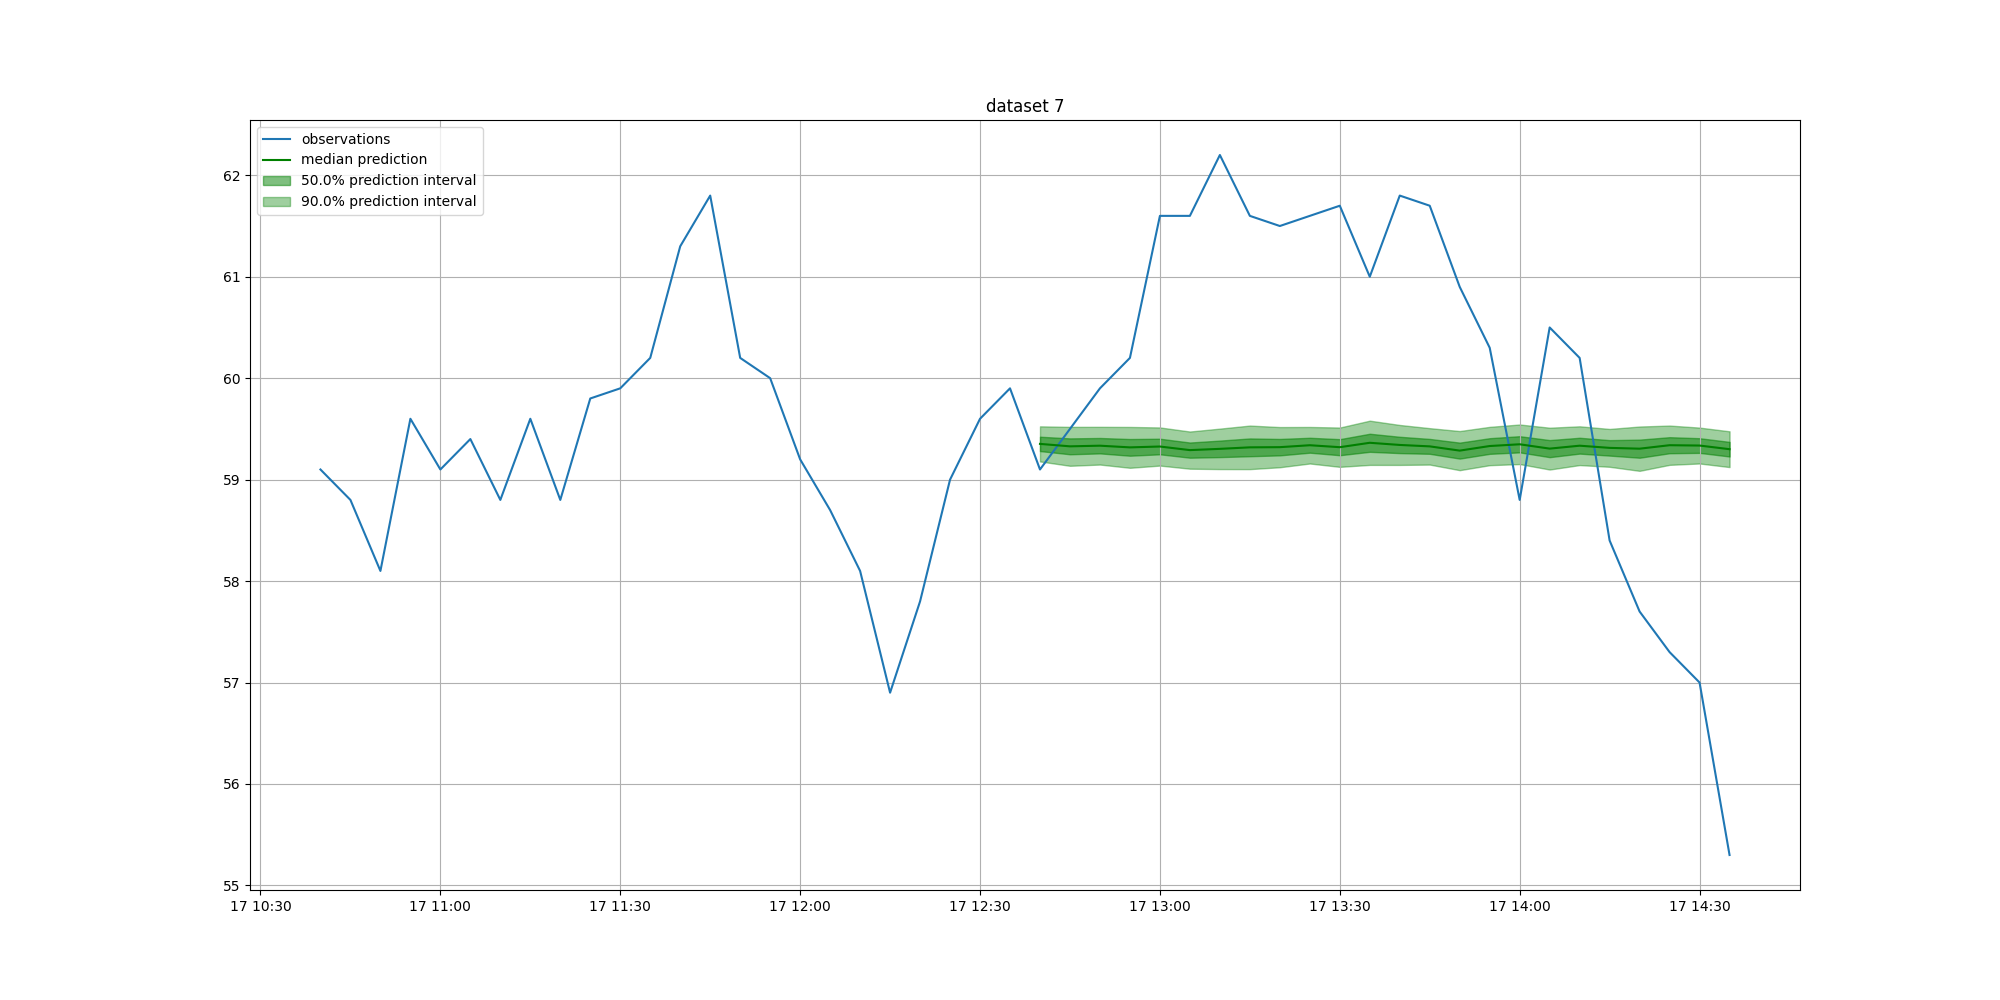 dataset 7
observations
median prediction
50.0% prediction interval
90.0% prediction interval
62
61
60
59
58
57
56
55
17 10:30 17 11:00 17 11:30 17 12:00 17 12:30 17 13:00 17 13:30 17 14:00 17 14:30